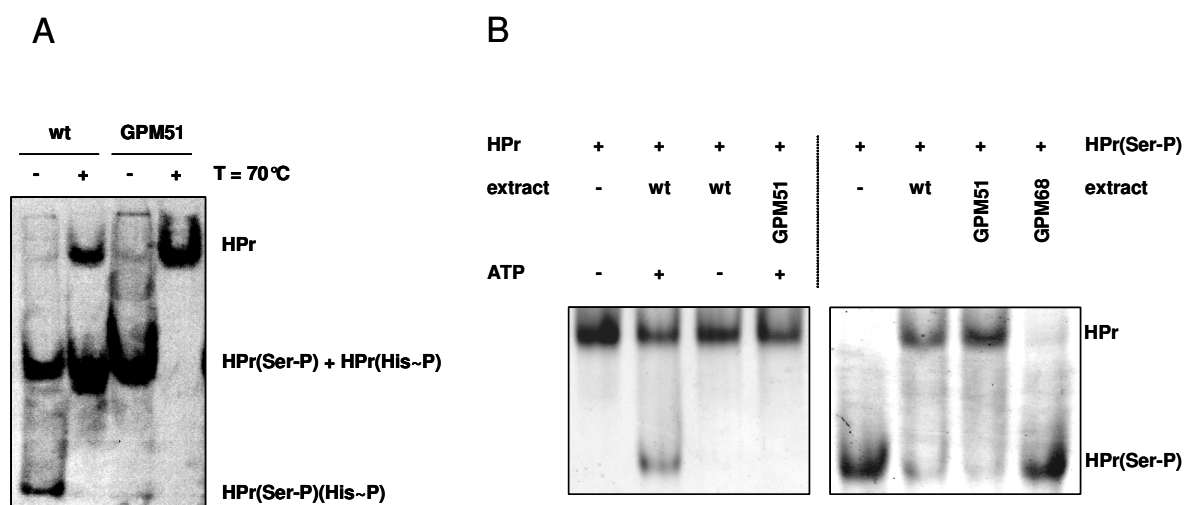 A
wt GPM51
- + - + T = 70°C
HPr
HPr(Ser-P) + HPr(His~P)
HPr(Ser-P)(His~P)
B
HPr + + + + + + + + HPr(Ser-P)
extract - wt wt GPM51 - wt GPM51 GPM68 extract
ATP - + - +
HPr
HPr(Ser-P)